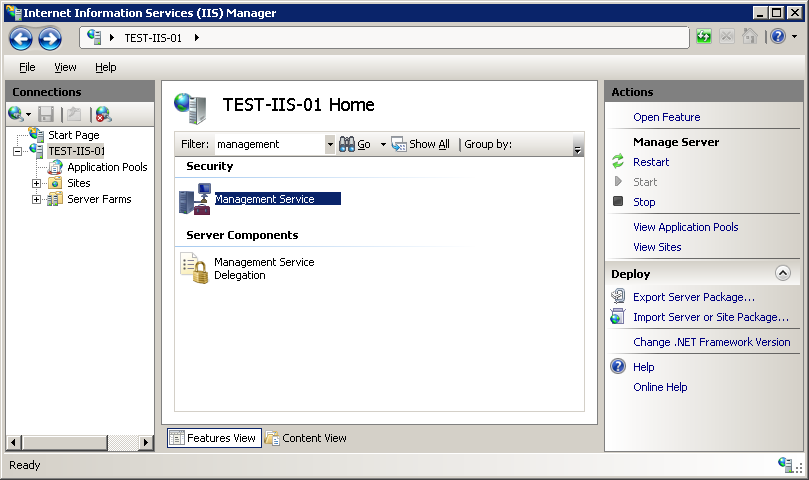 Internet Information Services (IIS) Manager
TEST-IIS-01
File View Help
Connections
Start Page
TEST-IIS-01
Application Pools
Sites
Server Farms
TEST-IIS-01 Home
Filter: management Go Show All Group by:
Security
Management Service
Server Components
Management Service
Delegation
Features View Content View
Actions
Open Feature
Manage Server
Restart
Start
Stop
View Application Pools
View Sites
Deploy
Export Server Package...
Import Server or Site Package...
Change .NET Framework Version
Help
Online Help
Ready